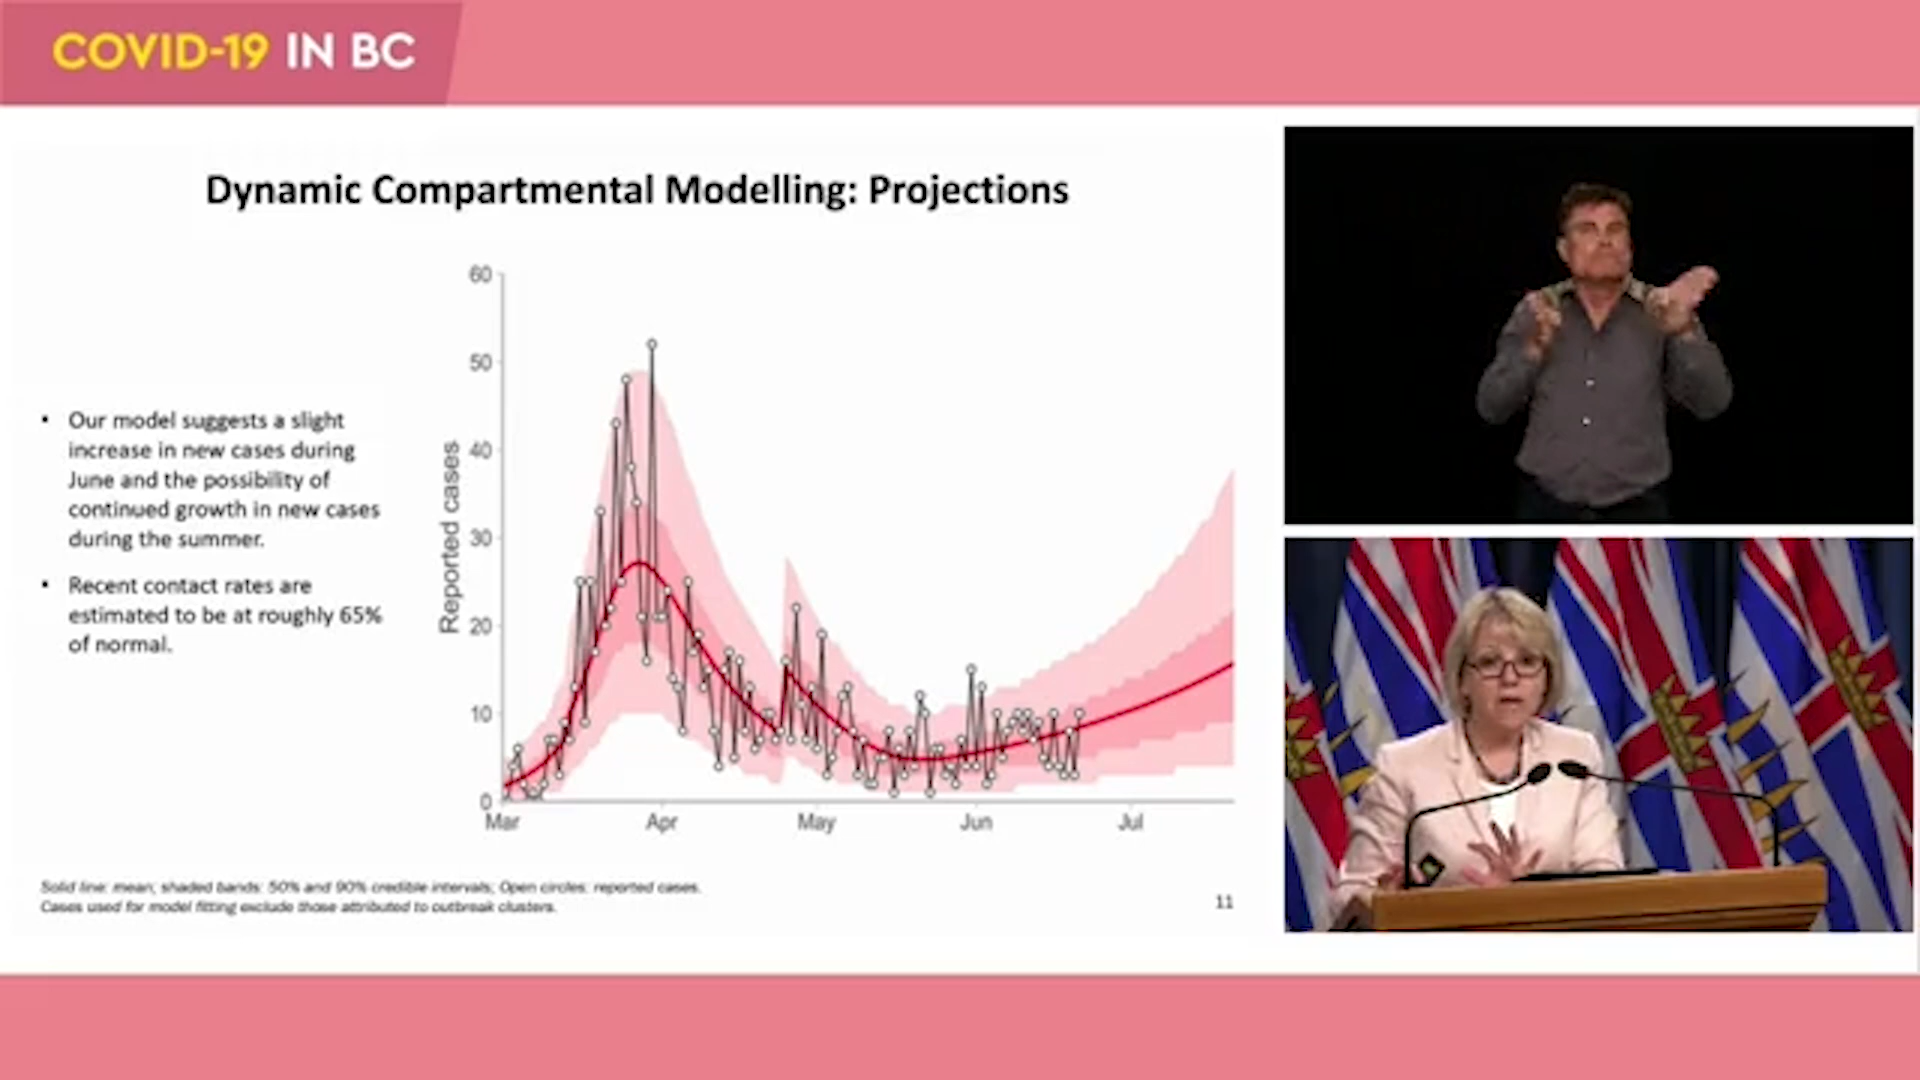 COVID-19 IN BC
Dynamic Compartmental Modelling: Projections
• Our model suggests a slight
increase in new cases during
June and the possibility of
continued growth in new cases
during the summer.
• Recent contact rates are
estimated to be at roughly 65%
of normal.
Reported cases
60
50
40
30
20
10
0
Mar Apr May Jun Jul
Solid line: mean; shaded bands: 50% and 90% credible intervals; Open circles: reported cases.
Cases used for model fitting exclude those attributed to outbreak clusters.
11